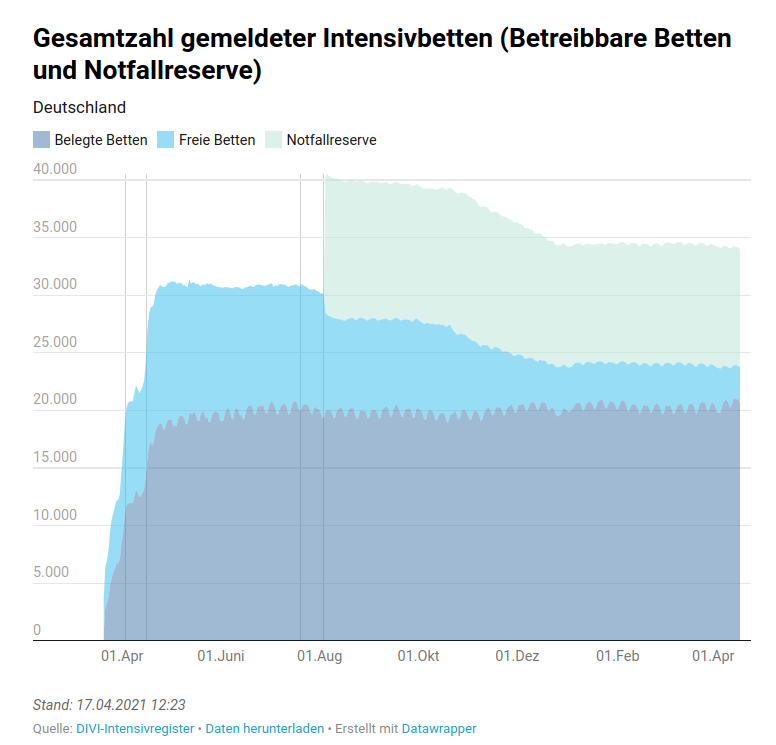 Gesamtzahl gemeldeter Intensivbetten (Betreibbare Betten
und Notfallreserve)
Deutschland
Belegte Betten Freie Betten Notfallreserve
40.000
35.000
30.000
25.000
20.000
15.000
10.000
5.000
0
01.Apr 01.Juni 01.Aug 01.Okt 01.Dez 01.Feb 01.Apr
Stand: 17.04.2021 12:23
Quelle: DIVI-Intensivregister • Daten herunterladen • Erstellt mit Datawrapper